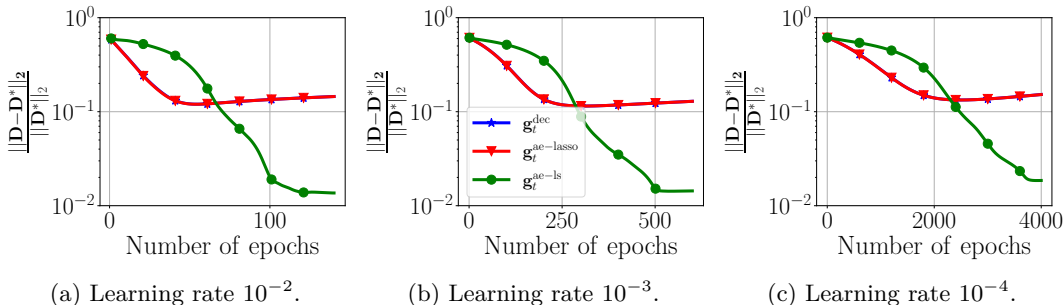 10^0
10^{-1}
10^{-2}
||D−D*||_2
||D*||_2
0
100
Number of epochs
(a) Learning rate 10^{-2}.
10^0
10^{-1}
10^{-2}
||D−D*||_2
||D*||_2
g_t^{dec}
g_t^{ae−lasso}
g_t^{ae−ls}
0
250
500
Number of epochs
(b) Learning rate 10^{-3}.
10^0
10^{-1}
10^{-2}
||D−D*||_2
||D*||_2
0
2000
4000
Number of epochs
(c) Learning rate 10^{-4}.